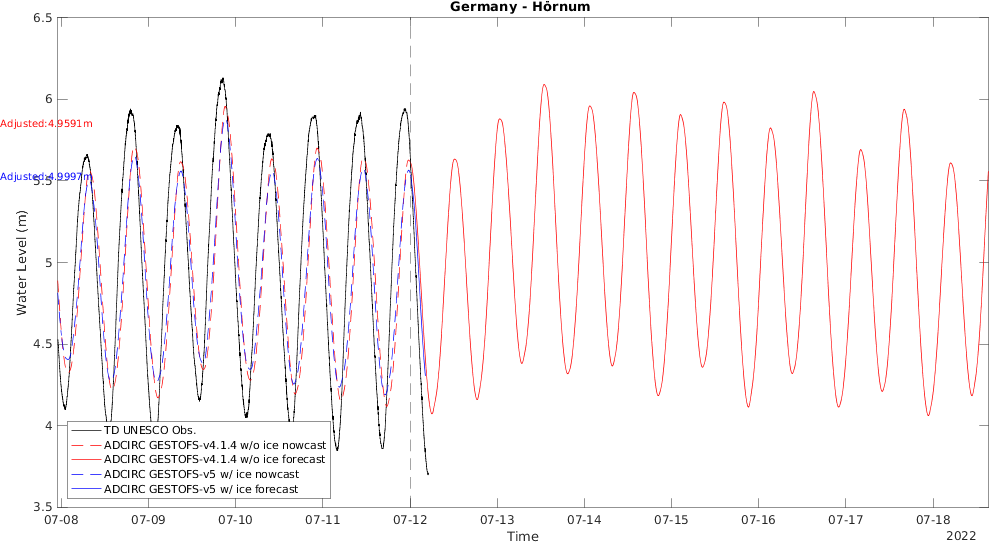 Germany - Hörnum
6.5
6
Adjusted:4.9591m
5.5
Adjusted:4.9997m
5
4.5
4
3.5
Water Level (m)
TD UNESCO Obs.
ADCIRC GESTOFS-v4.1.4 w/o ice nowcast
ADCIRC GESTOFS-v4.1.4 w/o ice forecast
ADCIRC GESTOFS-v5 w/ ice nowcast
ADCIRC GESTOFS-v5 w/ ice forecast
07-08 07-09 07-10 07-11 07-12 07-13 07-14 07-15 07-16 07-17 07-18
Time
2022